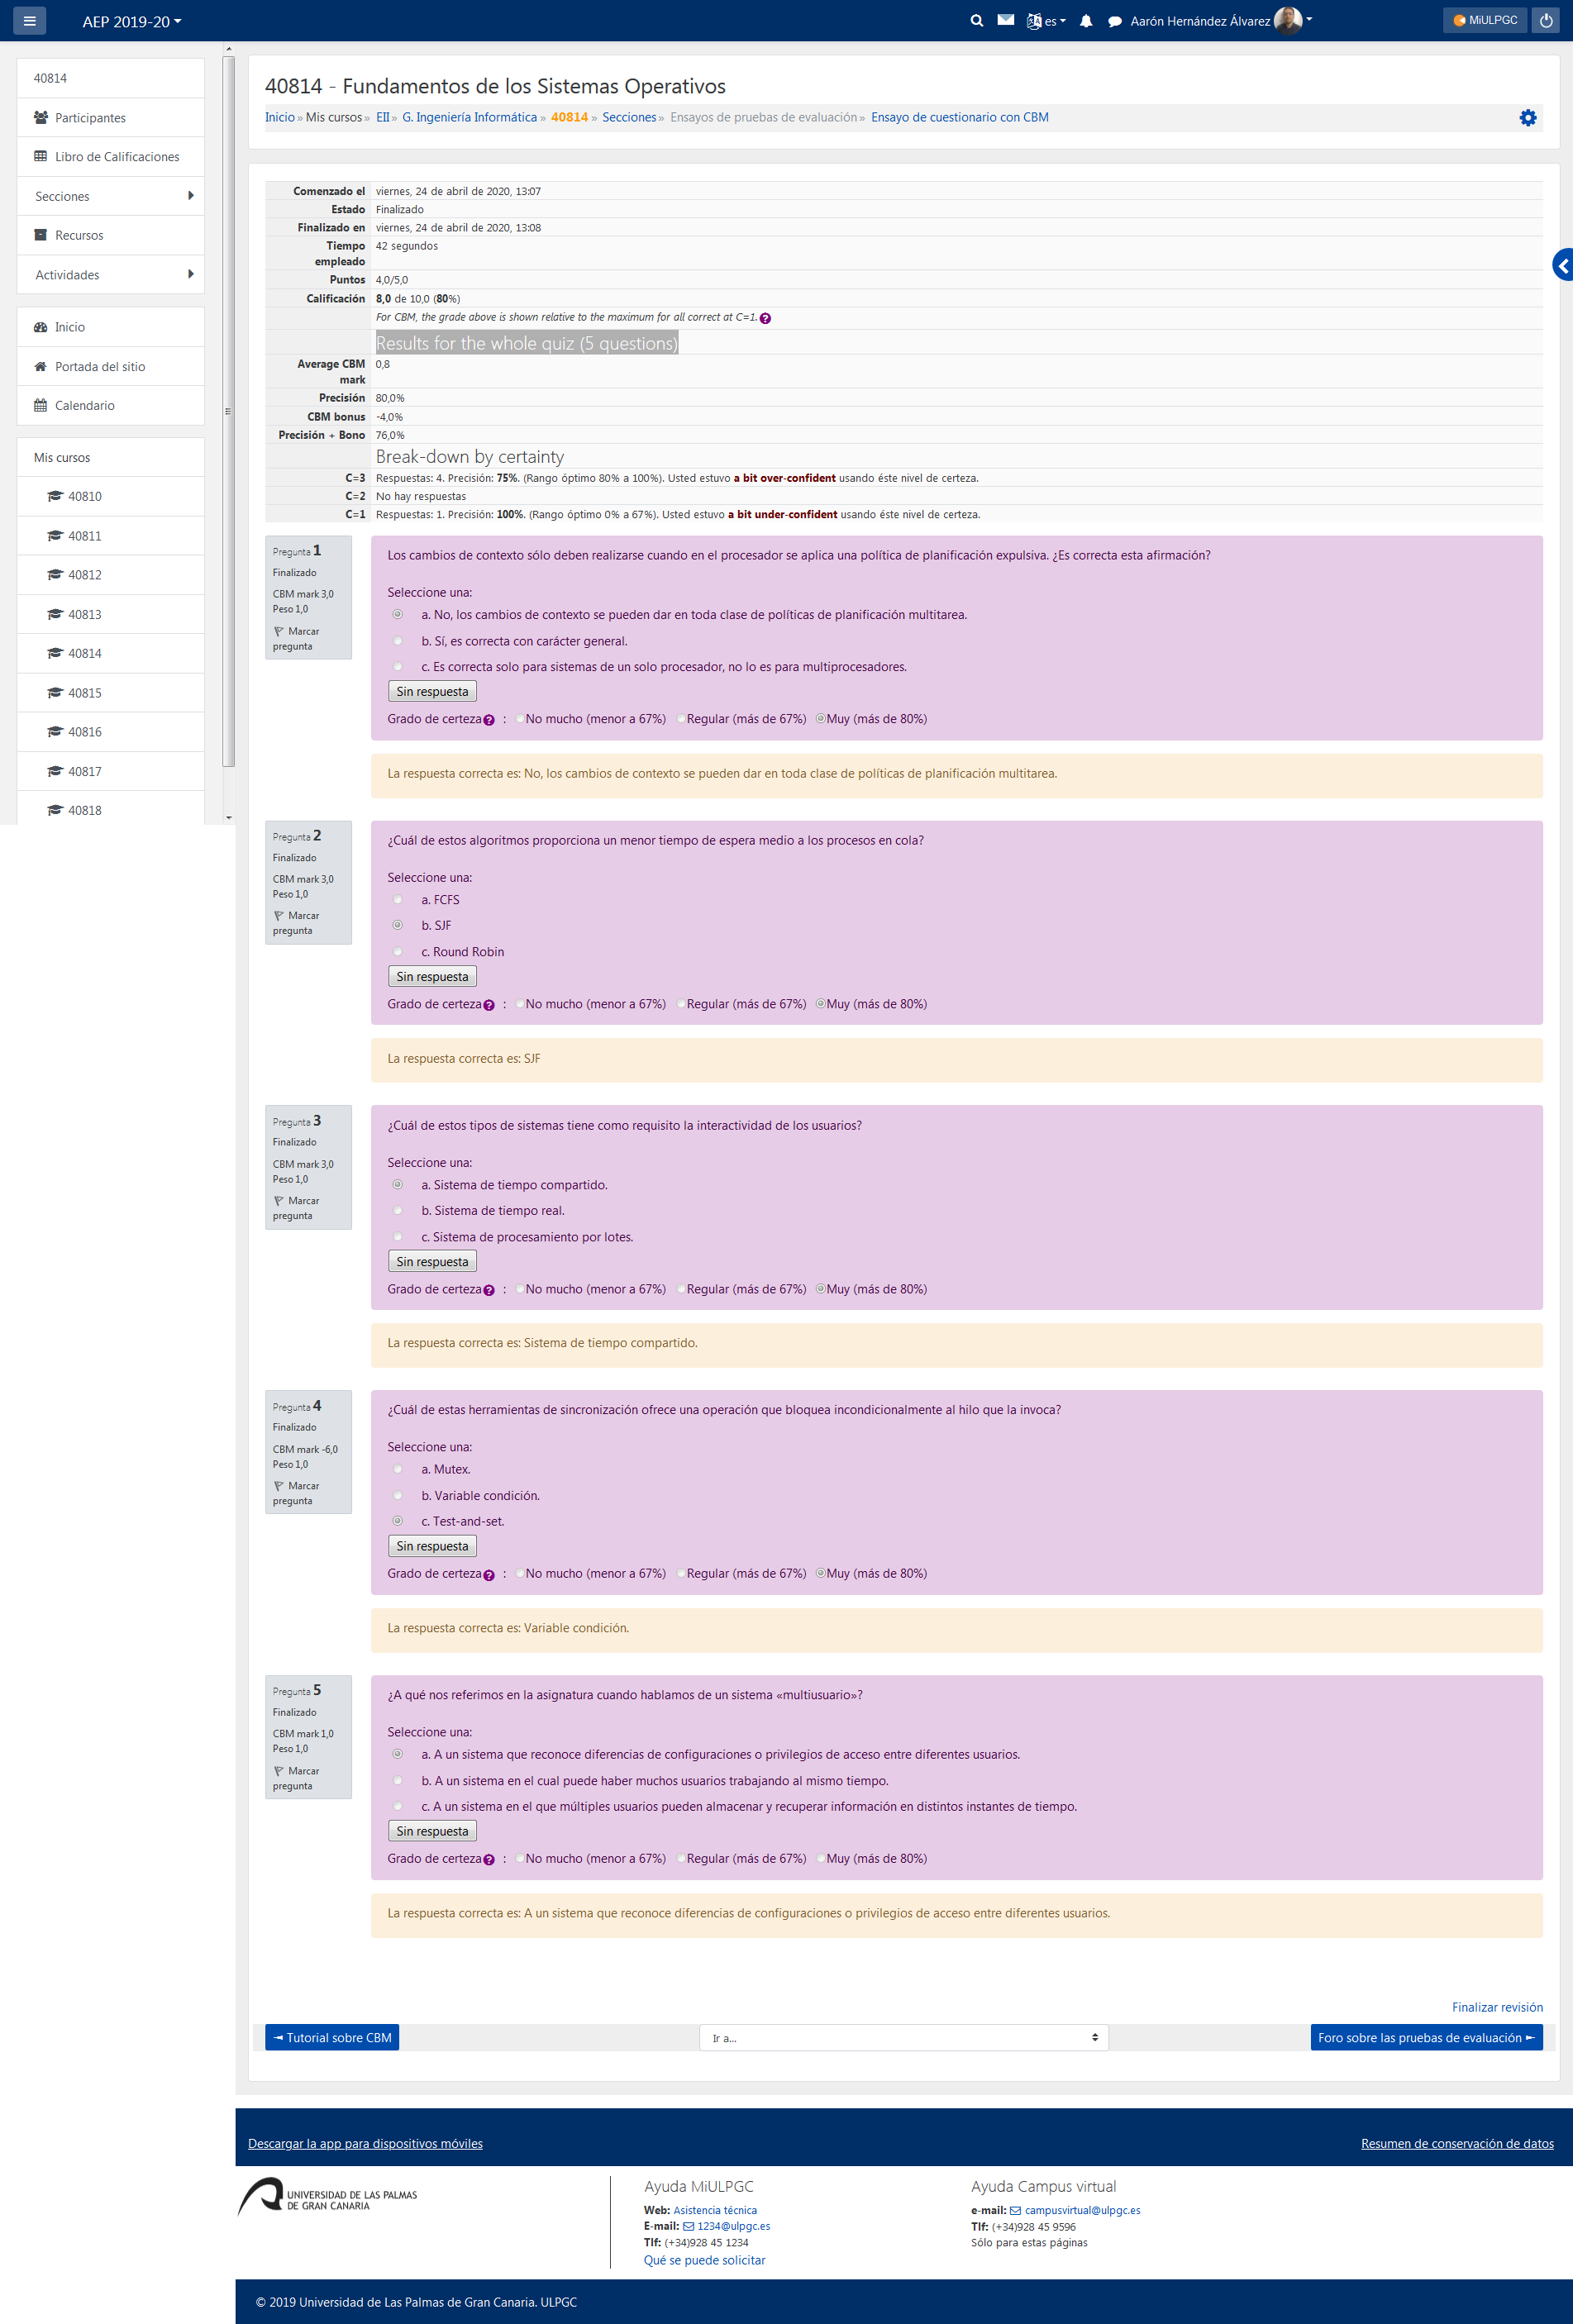 AEP 2019-20
es
Aarón Hernández Álvarez
MiULPGC
40814
Participantes
Libro de Calificaciones
Secciones
Recursos
Actividades
Inicio
Portada del sitio
Calendario
Mis cursos
40810
40811
40812
40813
40814
40815
40816
40817
40818
40814 - Fundamentos de los Sistemas Operativos
Inicio » Mis cursos » EII » G. Ingeniería Informática » 40814 » Secciones » Ensayos de pruebas de evaluación » Ensayo de cuestionario con CBM
Comenzado el viernes, 24 de abril de 2020, 13:07
Estado Finalizado
Finalizado en viernes, 24 de abril de 2020, 13:08
Tiempo empleado 42 segundos
Puntos 4,0/5,0
Calificación 8,0 de 10,0 (80%)
For CBM, the grade above is shown relative to the maximum for all correct at C=1.
Results for the whole quiz (5 questions)
Average CBM mark 0,8
Precisión 80,0%
CBM bonus -4,0%
Precisión + Bono 76,0%
Break-down by certainty
C=3 Respuestas: 4. Precisión: 75%. (Rango óptimo 80% a 100%). Usted estuvo a bit over-confident usando éste nivel de certeza.
C=2 No hay respuestas
C=1 Respuestas: 1. Precisión: 100%. (Rango óptimo 0% a 67%). Usted estuvo a bit under-confident usando éste nivel de certeza.
Pregunta 1
Finalizado
CBM mark 3,0
Peso 1,0
Marcar
pregunta
Los cambios de contexto sólo deben realizarse cuando en el procesador se aplica una política de planificación expulsiva. ¿Es correcta esta afirmación?
Seleccione una:
a. No, los cambios de contexto se pueden dar en toda clase de políticas de planificación multitarea.
b. Sí, es correcta con carácter general.
c. Es correcta solo para sistemas de un solo procesador, no lo es para multiprocesadores.
Sin respuesta
Grado de certeza : No mucho (menor a 67%) Regular (más de 67%) Muy (más de 80%)
La respuesta correcta es: No, los cambios de contexto se pueden dar en toda clase de políticas de planificación multitarea.
Pregunta 2
Finalizado
CBM mark 3,0
Peso 1,0
Marcar
pregunta
¿Cuál de estos algoritmos proporciona un menor tiempo de espera medio a los procesos en cola?
Seleccione una:
a. FCFS
b. SJF
c. Round Robin
Sin respuesta
Grado de certeza : No mucho (menor a 67%) Regular (más de 67%) Muy (más de 80%)
La respuesta correcta es: SJF
Pregunta 3
Finalizado
CBM mark 3,0
Peso 1,0
Marcar
pregunta
¿Cuál de estos tipos de sistemas tiene como requisito la interactividad de los usuarios?
Seleccione una:
a. Sistema de tiempo compartido.
b. Sistema de tiempo real.
c. Sistema de procesamiento por lotes.
Sin respuesta
Grado de certeza : No mucho (menor a 67%) Regular (más de 67%) Muy (más de 80%)
La respuesta correcta es: Sistema de tiempo compartido.
Pregunta 4
Finalizado
CBM mark -6,0
Peso 1,0
Marcar
pregunta
¿Cuál de estas herramientas de sincronización ofrece una operación que bloquea incondicionalmente al hilo que la invoca?
Seleccione una:
a. Mutex.
b. Variable condición.
c. Test-and-set.
Sin respuesta
Grado de certeza : No mucho (menor a 67%) Regular (más de 67%) Muy (más de 80%)
La respuesta correcta es: Variable condición.
Pregunta 5
Finalizado
CBM mark 1,0
Peso 1,0
Marcar
pregunta
¿A qué nos referimos en la asignatura cuando hablamos de un sistema «multiusuario»?
Seleccione una:
a. A un sistema que reconoce diferencias de configuraciones o privilegios de acceso entre diferentes usuarios.
b. A un sistema en el cual puede haber muchos usuarios trabajando al mismo tiempo.
c. A un sistema en el que múltiples usuarios pueden almacenar y recuperar información en distintos instantes de tiempo.
Sin respuesta
Grado de certeza : No mucho (menor a 67%) Regular (más de 67%) Muy (más de 80%)
La respuesta correcta es: A un sistema que reconoce diferencias de configuraciones o privilegios de acceso entre diferentes usuarios.
Finalizar revisión
◄ Tutorial sobre CBM
Ir a...
Foro sobre las pruebas de evaluación ►
Descargar la app para dispositivos móviles
Resumen de conservación de datos
UNIVERSIDAD DE LAS PALMAS
DE GRAN CANARIA
Ayuda MiULPGC
Web: Asistencia técnica
E-mail: 1234@ulpgc.es
Tlf: (+34)928 45 1234
Qué se puede solicitar
Ayuda Campus virtual
e-mail: campusvirtual@ulpgc.es
Tlf: (+34)928 45 9596
Sólo para estas páginas
© 2019 Universidad de Las Palmas de Gran Canaria. ULPGC